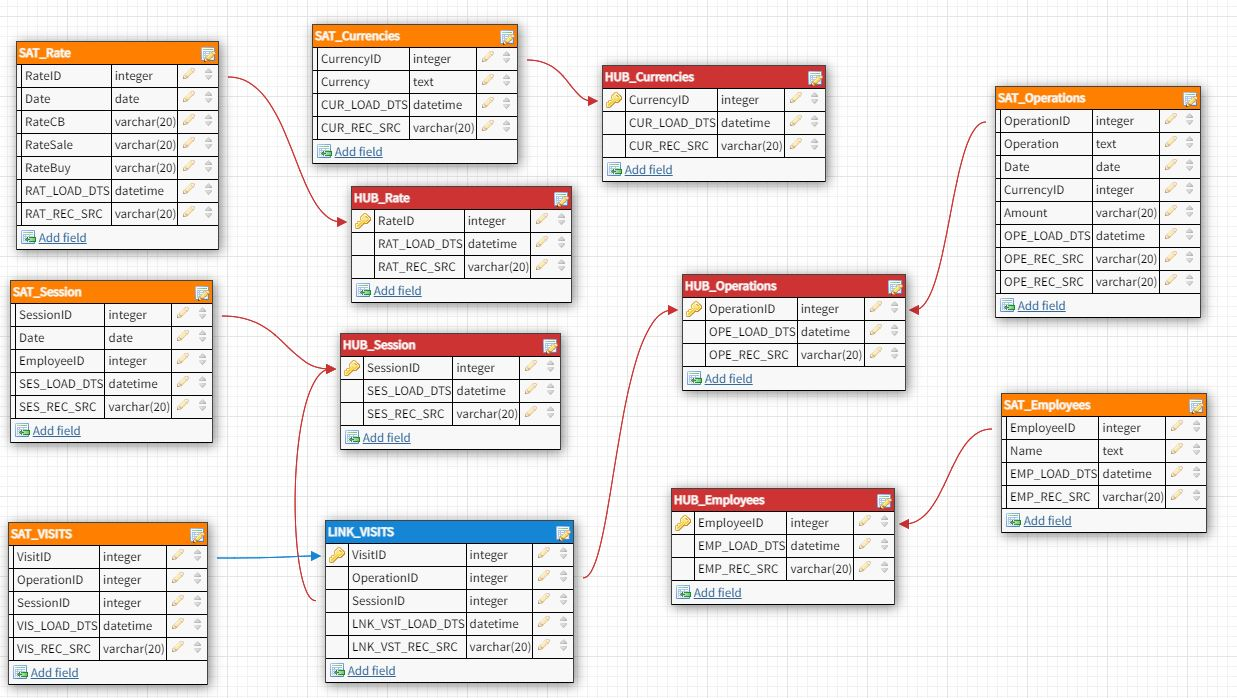 SAT_Rate
RateID integer
Date date
RateCB varchar(20)
RateSale varchar(20)
RateBuy varchar(20)
RAT_LOAD_DTS datetime
RAT_REC_SRC varchar(20)
Add field
SAT_Currencies
CurrencyID integer
Currency text
CUR_LOAD_DTS datetime
CUR_REC_SRC varchar(20)
Add field
HUB_Currencies
CurrencyID integer
CUR_LOAD_DTS datetime
CUR_REC_SRC varchar(20)
Add field
SAT_Operations
OperationID integer
Operation text
Date date
CurrencyID integer
Amount varchar(20)
OPE_LOAD_DTS datetime
OPE_REC_SRC varchar(20)
OPE_REC_SRC varchar(20)
Add field
HUB_Rate
RateID integer
RAT_LOAD_DTS datetime
RAT_REC_SRC varchar(20)
Add field
SAT_Session
SessionID integer
Date date
EmployeeID integer
SES_LOAD_DTS datetime
SES_REC_SRC varchar(20)
Add field
HUB_Session
SessionID integer
SES_LOAD_DTS datetime
SES_REC_SRC varchar(20)
Add field
HUB_Operations
OperationID integer
OPE_LOAD_DTS datetime
OPE_REC_SRC varchar(20)
Add field
SAT_Employees
EmployeeID integer
Name text
EMP_LOAD_DTS datetime
EMP_REC_SRC varchar(20)
Add field
HUB_Employees
EmployeeID integer
EMP_LOAD_DTS datetime
EMP_REC_SRC varchar(20)
Add field
SAT_VISITS
VisitID integer
OperationID integer
SessionID integer
VIS_LOAD_DTS datetime
VIS_REC_SRC varchar(20)
Add field
LINK_VISITS
VisitID integer
OperationID integer
SessionID integer
LNK_VST_LOAD_DTS datetime
LNK_VST_REC_SRC varchar(20)
Add field